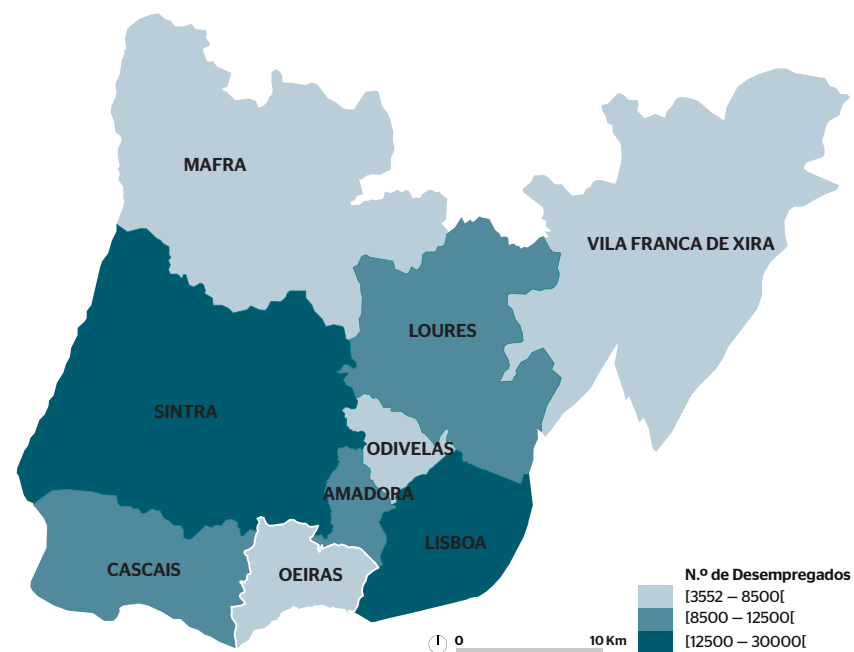 MAFRA
VILA FRANCA DE XIRA
LOURES
SINTRA
ODIVELAS
AMADORA
LISBOA
CASCAIS
OEIRAS
N.º de Desempregados
[3552 – 8500[
[8500 – 12500[
[12500 – 30000[
0 10 Km